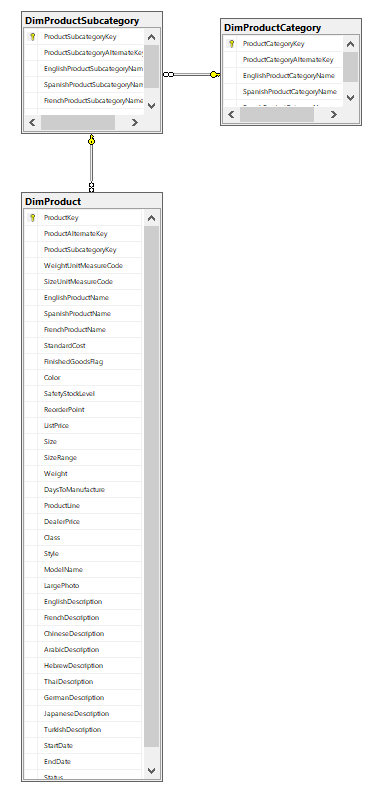 DimProductSubcategory
ProductSubcategoryKey
ProductSubcategoryAlternateKe
EnglishProductSubcategoryNam
SpanishProductSubcategoryNam
FrenchProductSubcategoryName
DimProductCategory
ProductCategoryKey
ProductCategoryAlternateKey
EnglishProductCategoryName
SpanishProductCategoryName
DimProduct
ProductKey
ProductAlternateKey
ProductSubcategoryKey
WeightUnitMeasureCode
SizeUnitMeasureCode
EnglishProductName
SpanishProductName
FrenchProductName
StandardCost
FinishedGoodsFlag
Color
SafetyStockLevel
ReorderPoint
ListPrice
Size
SizeRange
Weight
DaysToManufacture
ProductLine
DealerPrice
Class
Style
ModelName
LargePhoto
EnglishDescription
FrenchDescription
ChineseDescription
ArabicDescription
HebrewDescription
ThaiDescription
GermanDescription
JapaneseDescription
TurkishDescription
StartDate
EndDate
Status